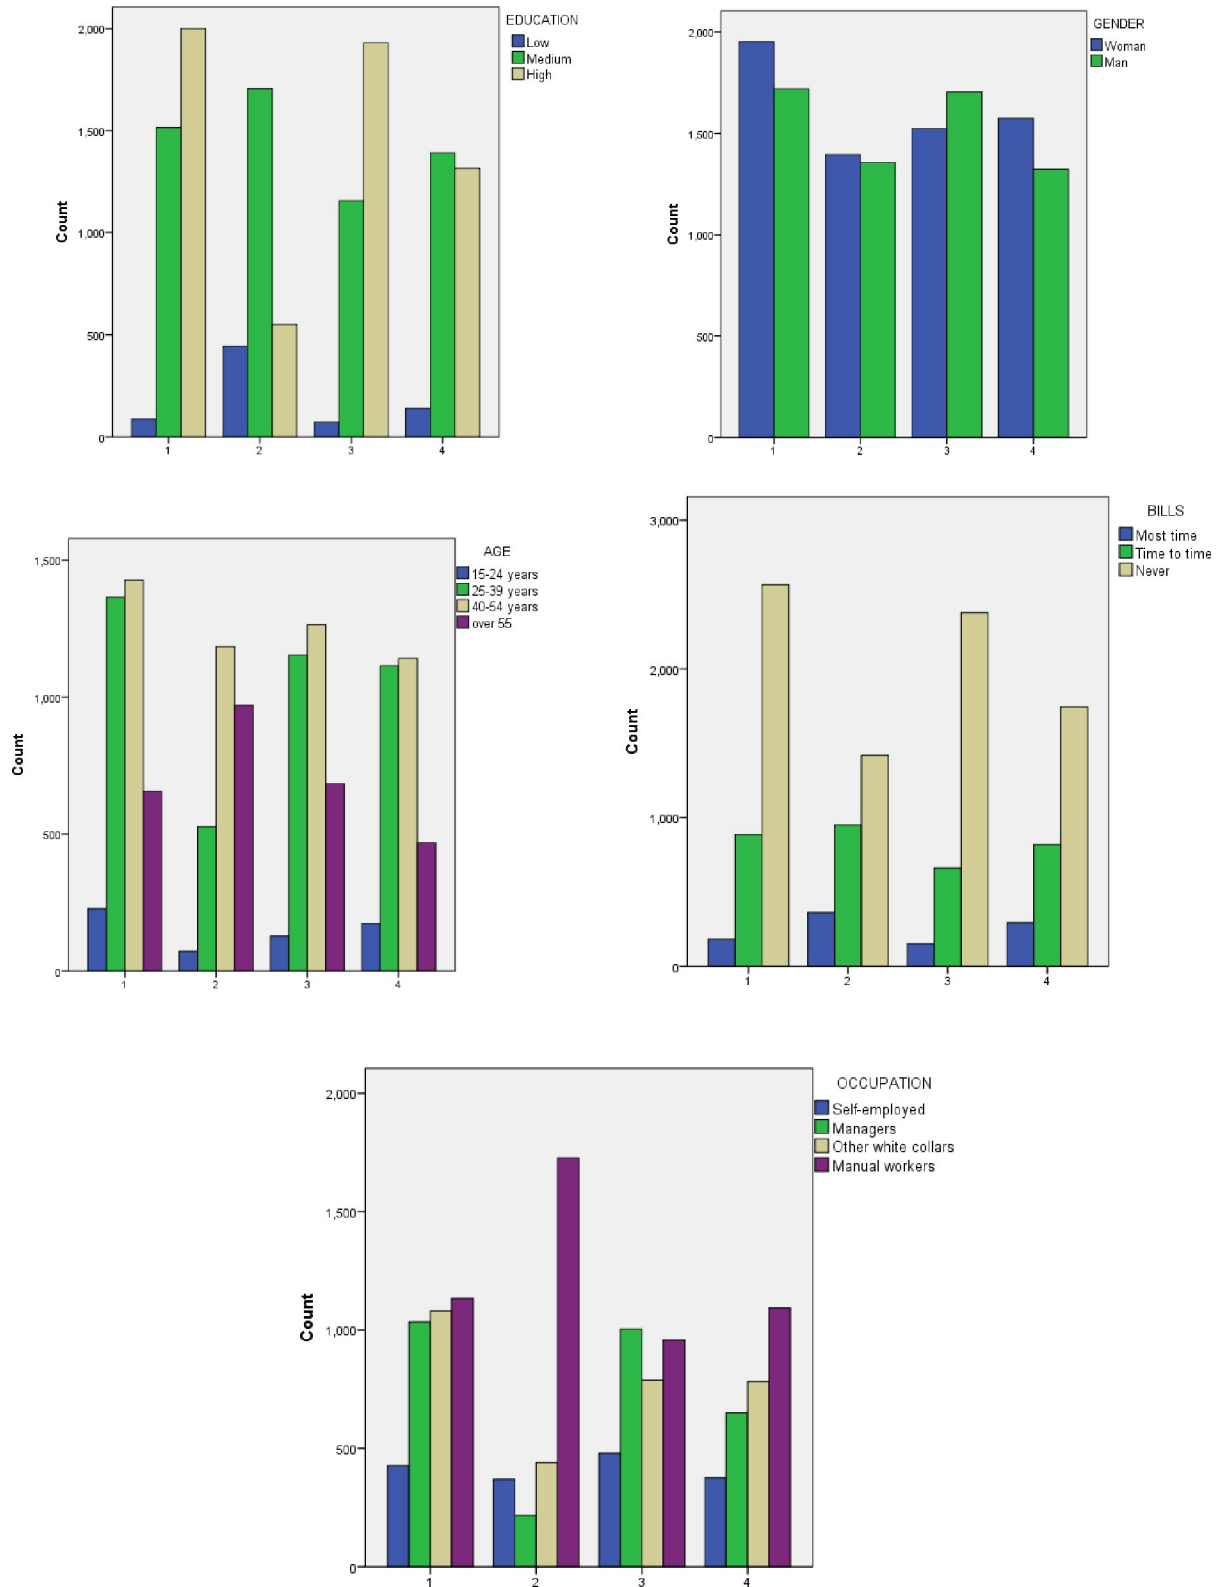 EDUCATION
Low
Medium
High
2,000
1,500
1,000
500
0
Count
1 2 3 4
GENDER
Woman
Man
2,000
1,500
1,000
500
0
Count
1 2 3 4
AGE
15-24 years
25-39 years
40-54 years
over 55
1,500
1,000
500
0
Count
1 2 3 4
BILLS
Most time
Time to time
Never
3,000
2,000
1,000
0
Count
1 2 3 4
OCCUPATION
Self-employed
Managers
Other white collars
Manual workers
2,000
1,500
1,000
500
0
Count
1 2 3 4